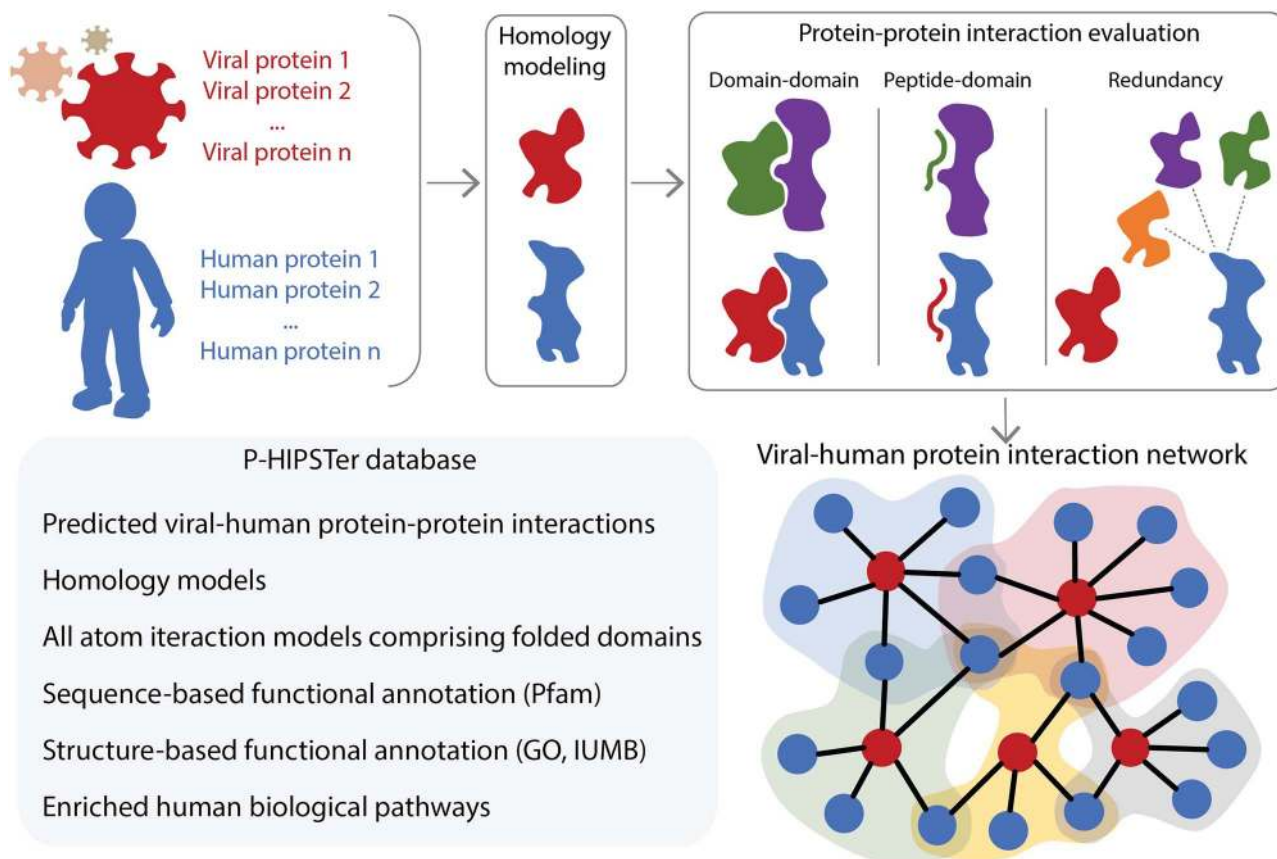 Viral protein 1
Viral protein 2
...
Viral protein n
Human protein 1
Human protein 2
...
Human protein n
Homology
modeling
Protein-protein interaction evaluation
Domain-domain
Peptide-domain
Redundancy
P-HIPSTer database
Predicted viral-human protein-protein interactions
Homology models
All atom iteraction models comprising folded domains
Sequence-based functional annotation (Pfam)
Structure-based functional annotation (GO, IUMB)
Enriched human biological pathways
Viral-human protein interaction network